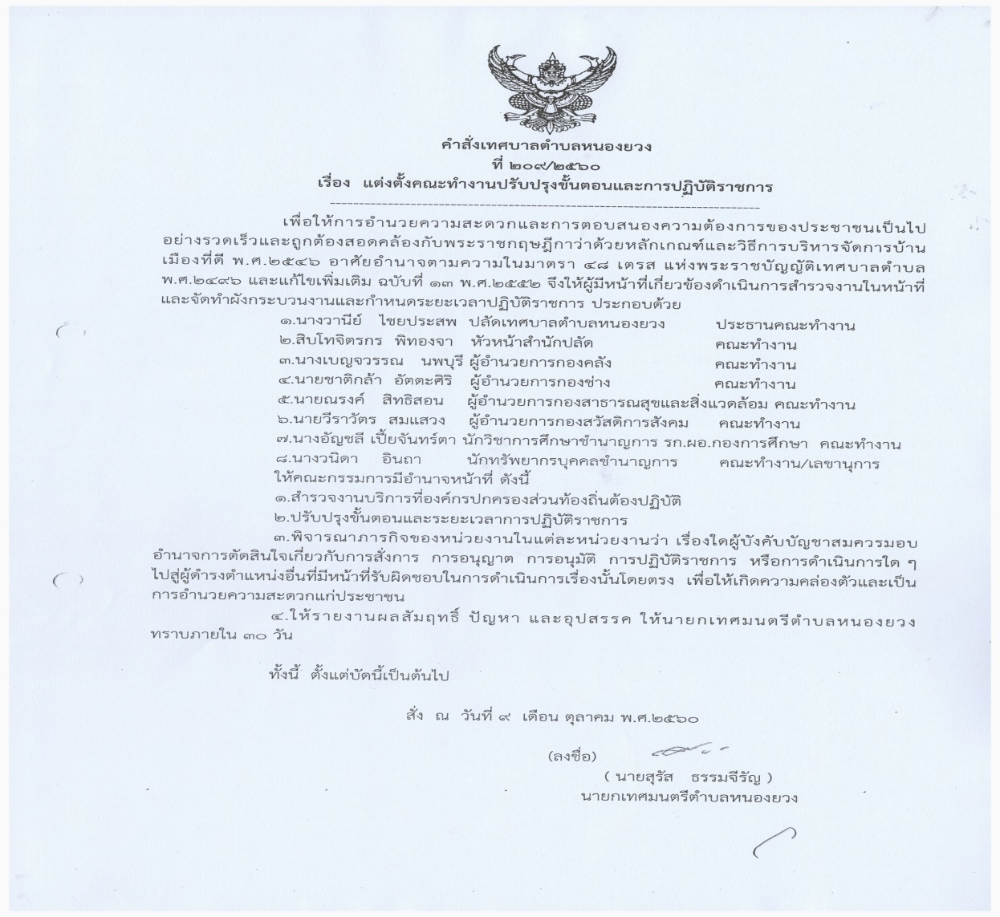 คำสั่งเทศบาลตำบลหนองยวง
ที่ ๒๐๙/๒๕๖๐
เรื่อง แต่งตั้งคณะทำงานปรับปรุงขั้นตอนและการปฏิบัติราชการ
เพื่อให้การอำนวยความสะดวกและการตอบสนองความต้องการของประชาชนเป็นไป
อย่างรวดเร็วและถูกต้องสอดคล้องกับพระราชกฤษฎีกาว่าด้วยหลักเกณฑ์และวิธีการบริหารจัดการบ้าน
เมืองที่ดี พ.ศ.๒๕๔๖ อาศัยอำนาจตามความในมาตรา ๔๘ เตรส แห่งพระราชบัญญัติเทศบาลตำบล
พ.ศ.๒๔๙๖ และแก้ไขเพิ่มเติม ฉบับที่ ๑๓ พ.ศ.๒๕๕๒ จึงให้ผู้มีหน้าที่เกี่ยวข้องดำเนินการสำรวจงานในหน้าที่
และจัดทำผังกระบวนงานและกำหนดระยะเวลาปฏิบัติราชการ ประกอบด้วย
๑.นางวานีย์ ไชยประสพ ปลัดเทศบาลตำบลหนองยวง ประธานคณะทำงาน
๒.สิบโทจิตรกร พิทองจา หัวหน้าสำนักปลัด คณะทำงาน
๓.นางเบญจวรรณ นพบุรี ผู้อำนวยการกองคลัง คณะทำงาน
๔.นายชาติกล้า อัตตะศิริ ผู้อำนวยการกองช่าง คณะทำงาน
๕.นายณรงค์ สิทธิสอน ผู้อำนวยการกองสาธารณสุขและสิ่งแวดล้อม คณะทำงาน
๖.นายวีราวัตร สมแสวง ผู้อำนวยการกองสวัสดิการสังคม คณะทำงาน
๗.นางอัญชลี เปี้ยจันทร์ตา นักวิชาการศึกษาชำนาญการ รก.ผอ.กองการศึกษา คณะทำงาน
๘.นางวนิดา อินถา นักทรัพยากรบุคคลชำนาญการ คณะทำงาน/เลขานุการ
ให้คณะกรรมการมีอำนาจหน้าที่ ดังนี้
๑.สำรวจงานบริการที่องค์กรปกครองส่วนท้องถิ่นต้องปฏิบัติ
๒.ปรับปรุงขั้นตอนและระยะเวลาการปฏิบัติราชการ
๓.พิจารณาภารกิจของหน่วยงานในแต่ละหน่วยงานว่า เรื่องใดผู้บังคับบัญชาสมควรมอบ
อำนาจการตัดสินใจเกี่ยวกับการสั่งการ การอนุญาต การอนุมัติ การปฏิบัติราชการ หรือการดำเนินการใด ๆ
ไปสู่ผู้ดำรงตำแหน่งอื่นที่มีหน้าที่รับผิดชอบในการดำเนินการเรื่องนั้นโดยตรง เพื่อให้เกิดความคล่องตัวและเป็น
การอำนวยความสะดวกแก่ประชาชน
๔.ให้รายงานผลสัมฤทธิ์ ปัญหา และอุปสรรค ให้นายกเทศมนตรีตำบลหนองยวง
ทราบภายใน ๓๐ วัน
ทั้งนี้ ตั้งแต่บัดนี้เป็นต้นไป
สั่ง ณ วันที่ ๙ เดือน ตุลาคม พ.ศ.๒๕๖๐
(ลงชื่อ)
( นายสุรัส ธรรมจีรัญ )
นายกเทศมนตรีตำบลหนองยวง